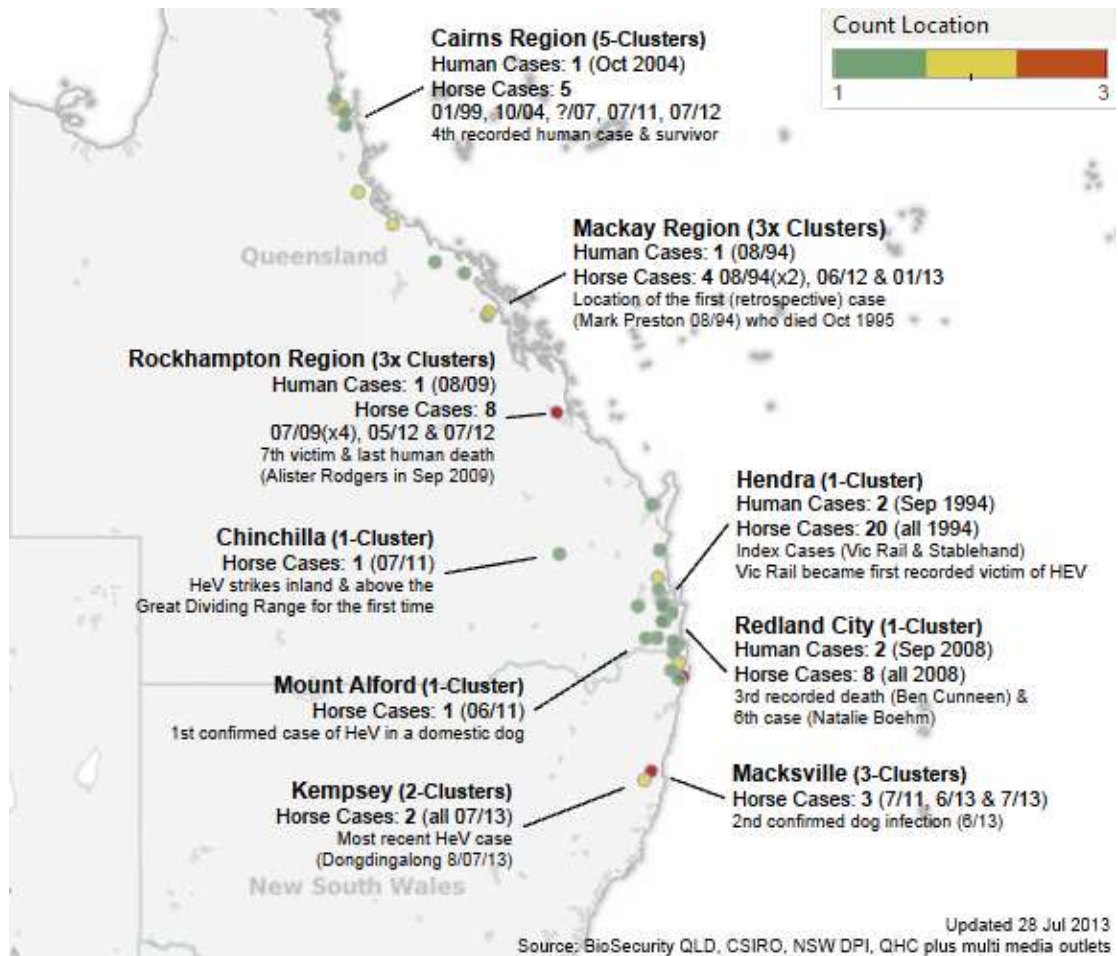 Count Location
1 3
Cairns Region (5-Clusters)
Human Cases: 1 (Oct 2004)
Horse Cases: 5
01/99, 10/04, ?/07, 07/11, 07/12
4th recorded human case & survivor
Queensland
Mackay Region (3x Clusters)
Human Cases: 1 (08/94)
Horse Cases: 4 08/94(x2), 06/12 & 01/13
Location of the first (retrospective) case
(Mark Preston 08/94) who died Oct 1995
Rockhampton Region (3x Clusters)
Human Cases: 1 (08/09)
Horse Cases: 8
07/09(x4), 05/12 & 07/12
7th victim & last human death
(Alister Rodgers in Sep 2009)
Hendra (1-Cluster)
Human Cases: 2 (Sep 1994)
Horse Cases: 20 (all 1994)
Index Cases (Vic Rail & Stablehand)
Vic Rail became first recorded victim of HEV
Chinchilla (1-Cluster)
Horse Cases: 1 (07/11)
HeV strikes inland & above the
Great Dividing Range for the first time
Redland City (1-Cluster)
Human Cases: 2 (Sep 2008)
Horse Cases: 8 (all 2008)
3rd recorded death (Ben Cunneen) &
6th case (Natalie Boehm)
Mount Alford (1-Cluster)
Horse Cases: 1 (06/11)
1st confirmed case of HeV in a domestic dog
Macksville (3-Clusters)
Horse Cases: 3 (7/11, 6/13 & 7/13)
2nd confirmed dog infection (6/13)
Kempsey (2-Clusters)
Horse Cases: 2 (all 07/13)
Most recent HeV case
(Dongdingalong 8/07/13)
New South Wales
Updated 28 Jul 2013
Source: BioSecurity QLD, CSIRO, NSW DPI, QHC plus multi media outlets